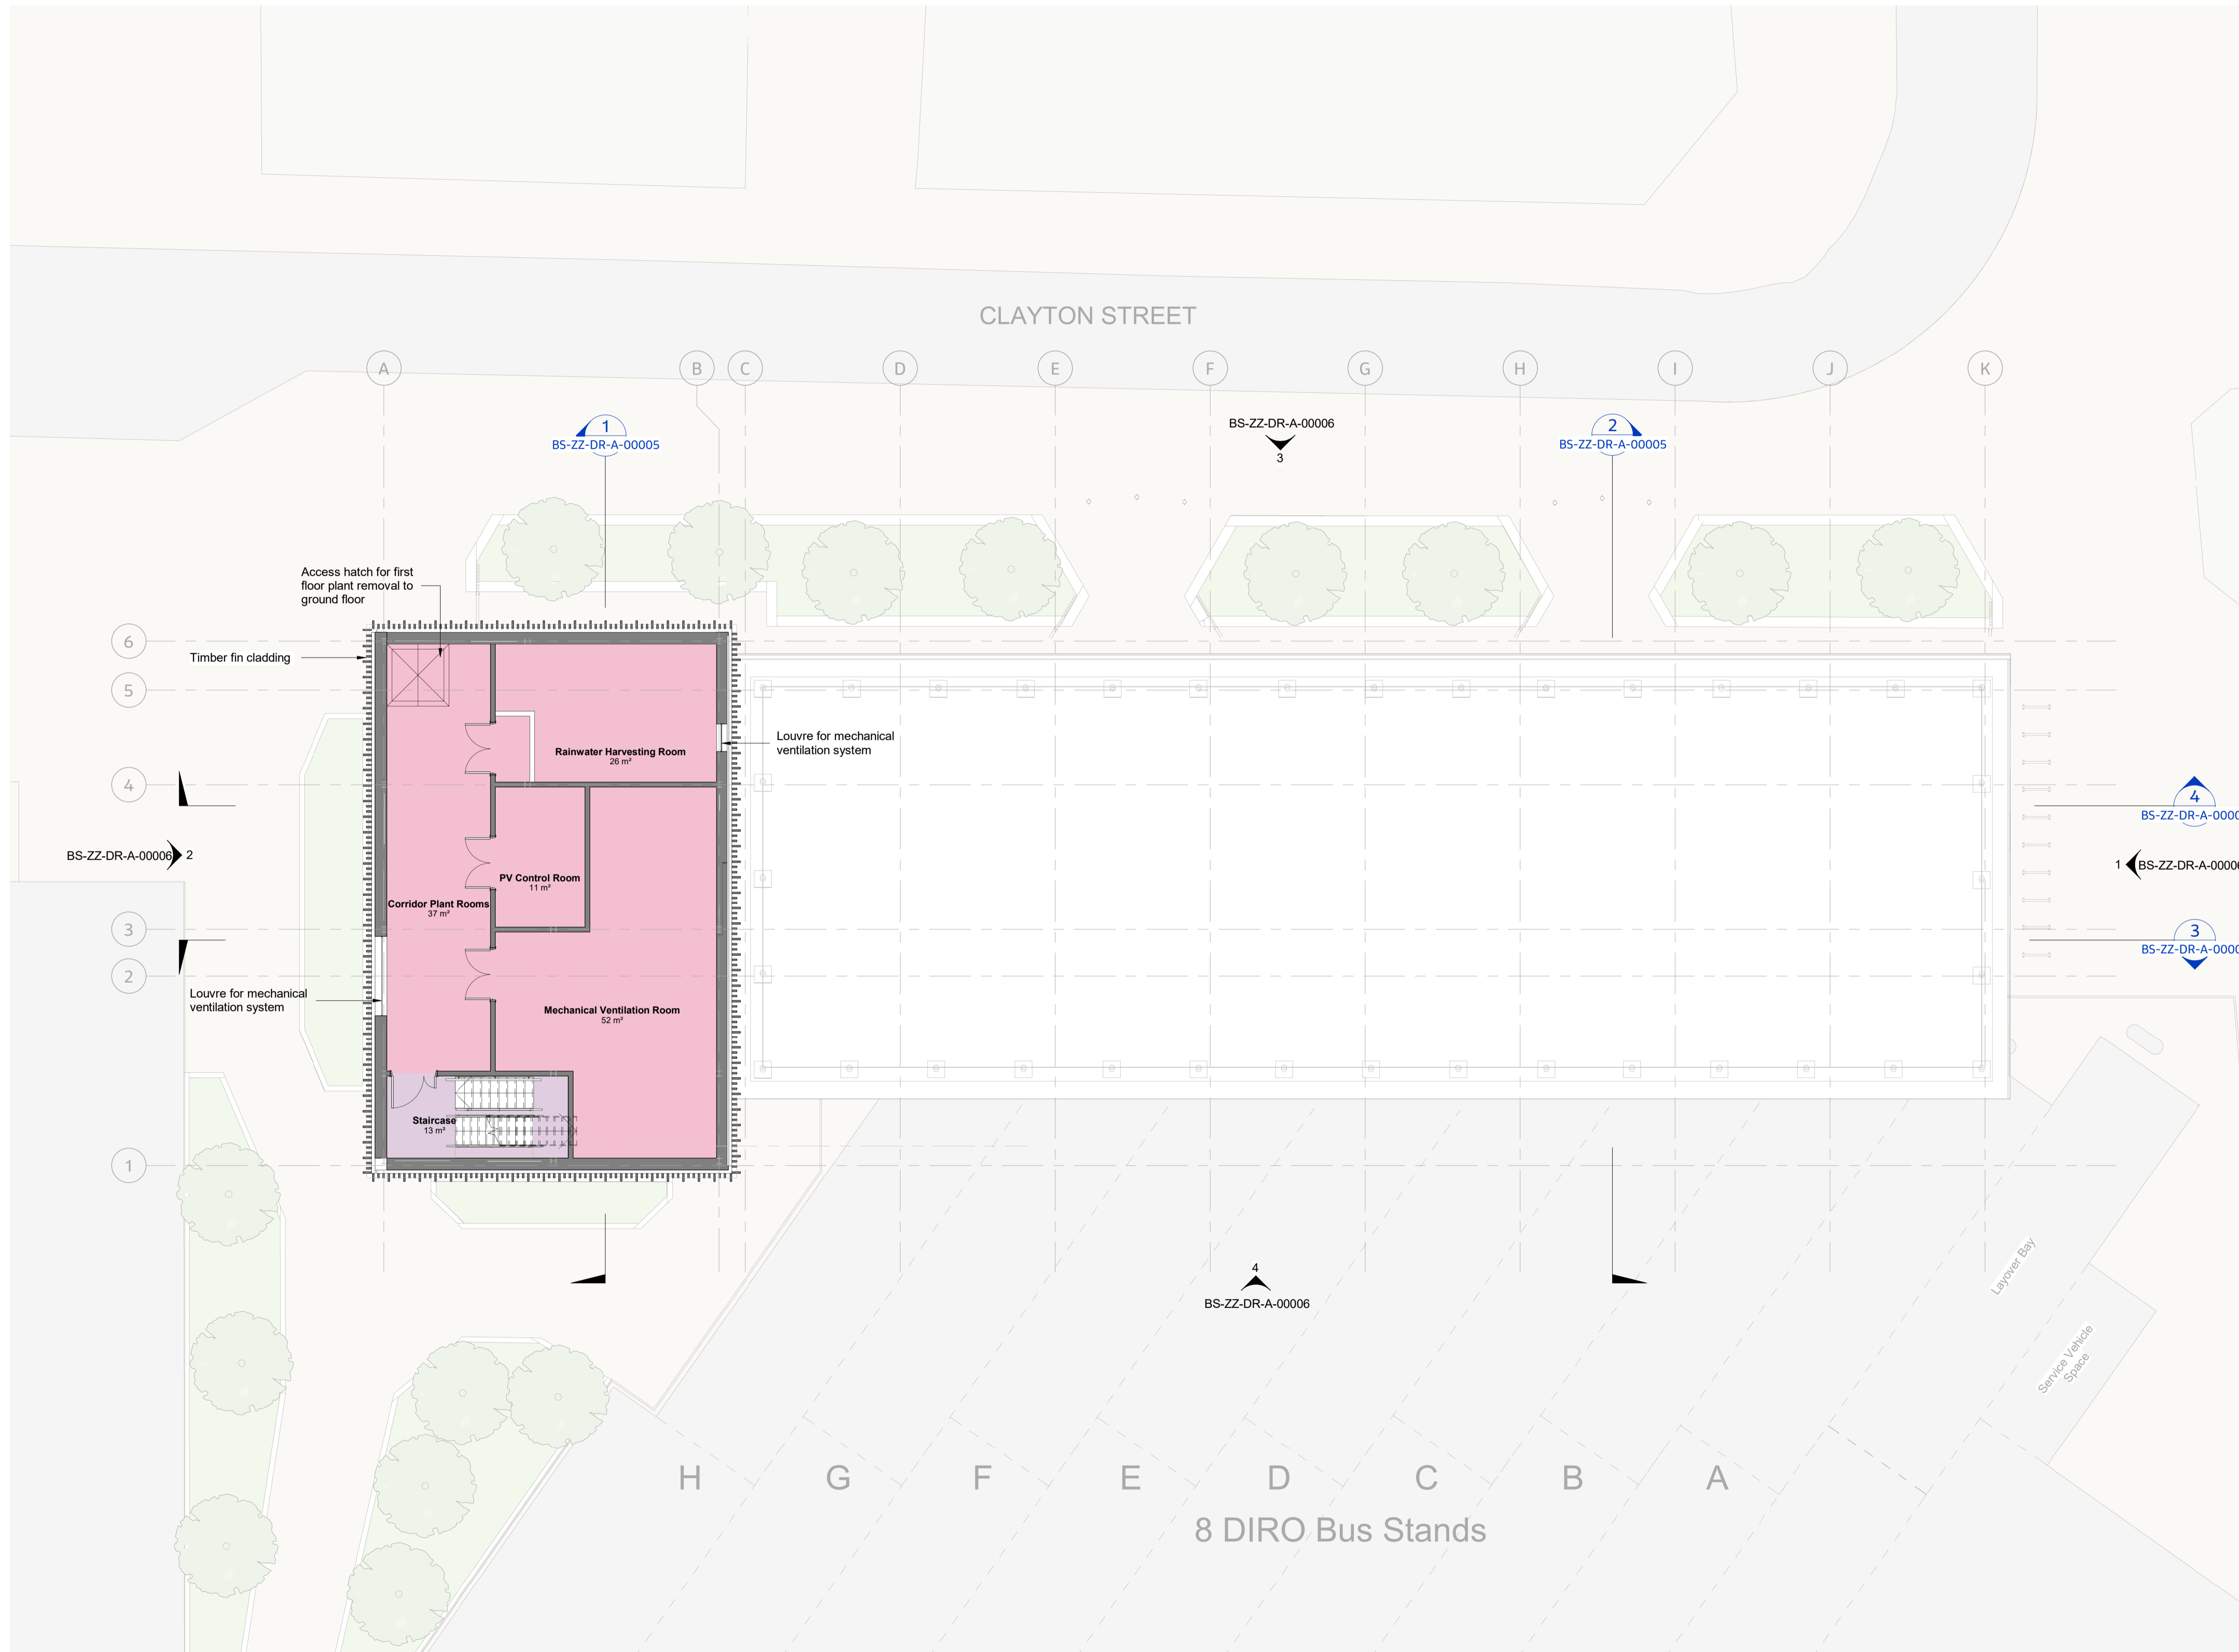 CLAYTON STREET
A
B
C
D
E
F
G
H
I
J
K
1
BS-ZZ-DR-A-00005
BS-ZZ-DR-A-00006
3
2
BS-ZZ-DR-A-00005
Access hatch for first
floor plant removal to
ground floor
6
Timber fin cladding
5
Louvre for mechanical
ventilation system
Rainwater Harvesting Room
26 m²
4
4
BS-ZZ-DR-A-000
BS-ZZ-DR-A-00006
2
1
BS-ZZ-DR-A-00006
PV Control Room
11 m²
Corridor Plant Rooms
37 m²
3
3
BS-ZZ-DR-A-000
2
Louvre for mechanical
ventilation system
Mechanical Ventilation Room
52 m²
Staircase
13 m²
1
4
BS-ZZ-DR-A-00006
Layover Bay
Service Vehicle
Space
H
G
F
E
D
C
B
A
8 DIRO Bus Stands